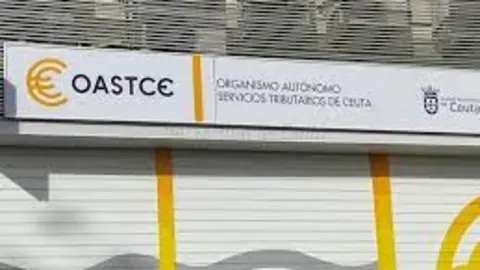 OASTCE
ORGANISMO AUTÓNOMO
SERVICIOS TRIBUTARIOS DE CEUTA
Ceuta